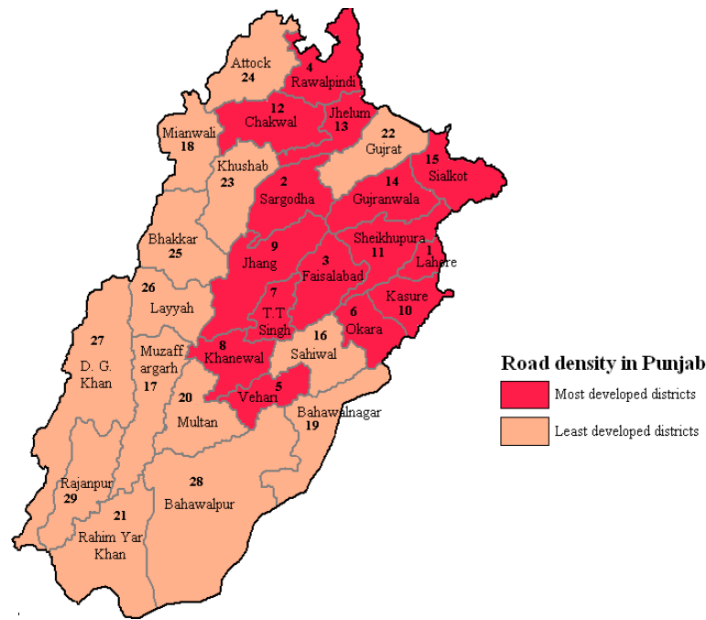 4
Rawalpindi
Attock
24
12
Chakwal
Jhelum
13
Mianwali
18
22
Gujrat
15
Sialkot
Khushab
23
2
Sargodha
14
Gujranwala
Bhakkar
25
9
Jhang
3
Faisalabad
Sheikhupura
11
1
Lahore
26
Layyah
7
T.T
Singh
6
Okara
Kasure
10
27
D. G.
Khan
Muzaff
argarh
17
8
Khanewal
16
Sahiwal
5
Vehari
20
Multan
Bahawalnagar
19
Rajanpur
29
28
Bahawalpur
21
Rahim Yar
Khan
Road density in Punjab
Most developed districts
Least developed districts